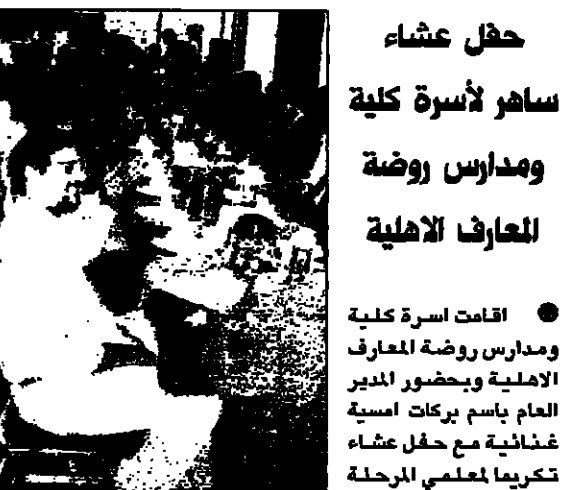 حفل عشاء
ساهر لأسرة كلية
ومدارس روضة
المعارف الاهلية
● اقامت اسرة كلية
ومدارس روضة المعارف
الاهلية وبحضور المدير
العام باسم بركات امسية
غنائية مع حفل عشاء
تكريما لمعلمي المرحلة